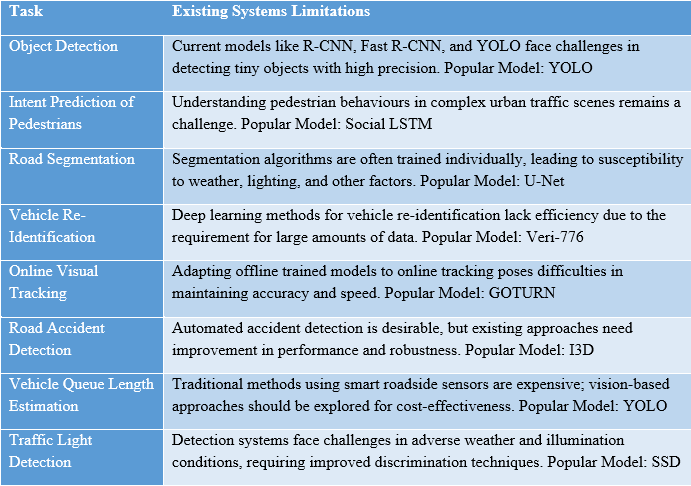 Task Existing Systems Limitations
Object Detection Current models like R-CNN, Fast R-CNN, and YOLO face challenges in
detecting tiny objects with high precision. Popular Model: YOLO
Intent Prediction of Understanding pedestrian behaviours in complex urban traffic scenes remains a
Pedestrians challenge. Popular Model: Social LSTM
Road Segmentation Segmentation algorithms are often trained individually, leading to susceptibility
to weather, lighting, and other factors. Popular Model: U-Net
Vehicle Re- Deep learning methods for vehicle re-identification lack efficiency due to the
Identification requirement for large amounts of data. Popular Model: Veri-776
Online Visual Adapting offline trained models to online tracking poses difficulties in
Tracking maintaining accuracy and speed. Popular Model: GOTURN
Road Accident Automated accident detection is desirable, but existing approaches need
Detection improvement in performance and robustness. Popular Model: I3D
Vehicle Queue Length Traditional methods using smart roadside sensors are expensive; vision-based
Estimation approaches should be explored for cost-effectiveness. Popular Model: YOLO
Traffic Light Detection systems face challenges in adverse weather and illumination
Detection conditions, requiring improved discrimination techniques. Popular Model: SSD